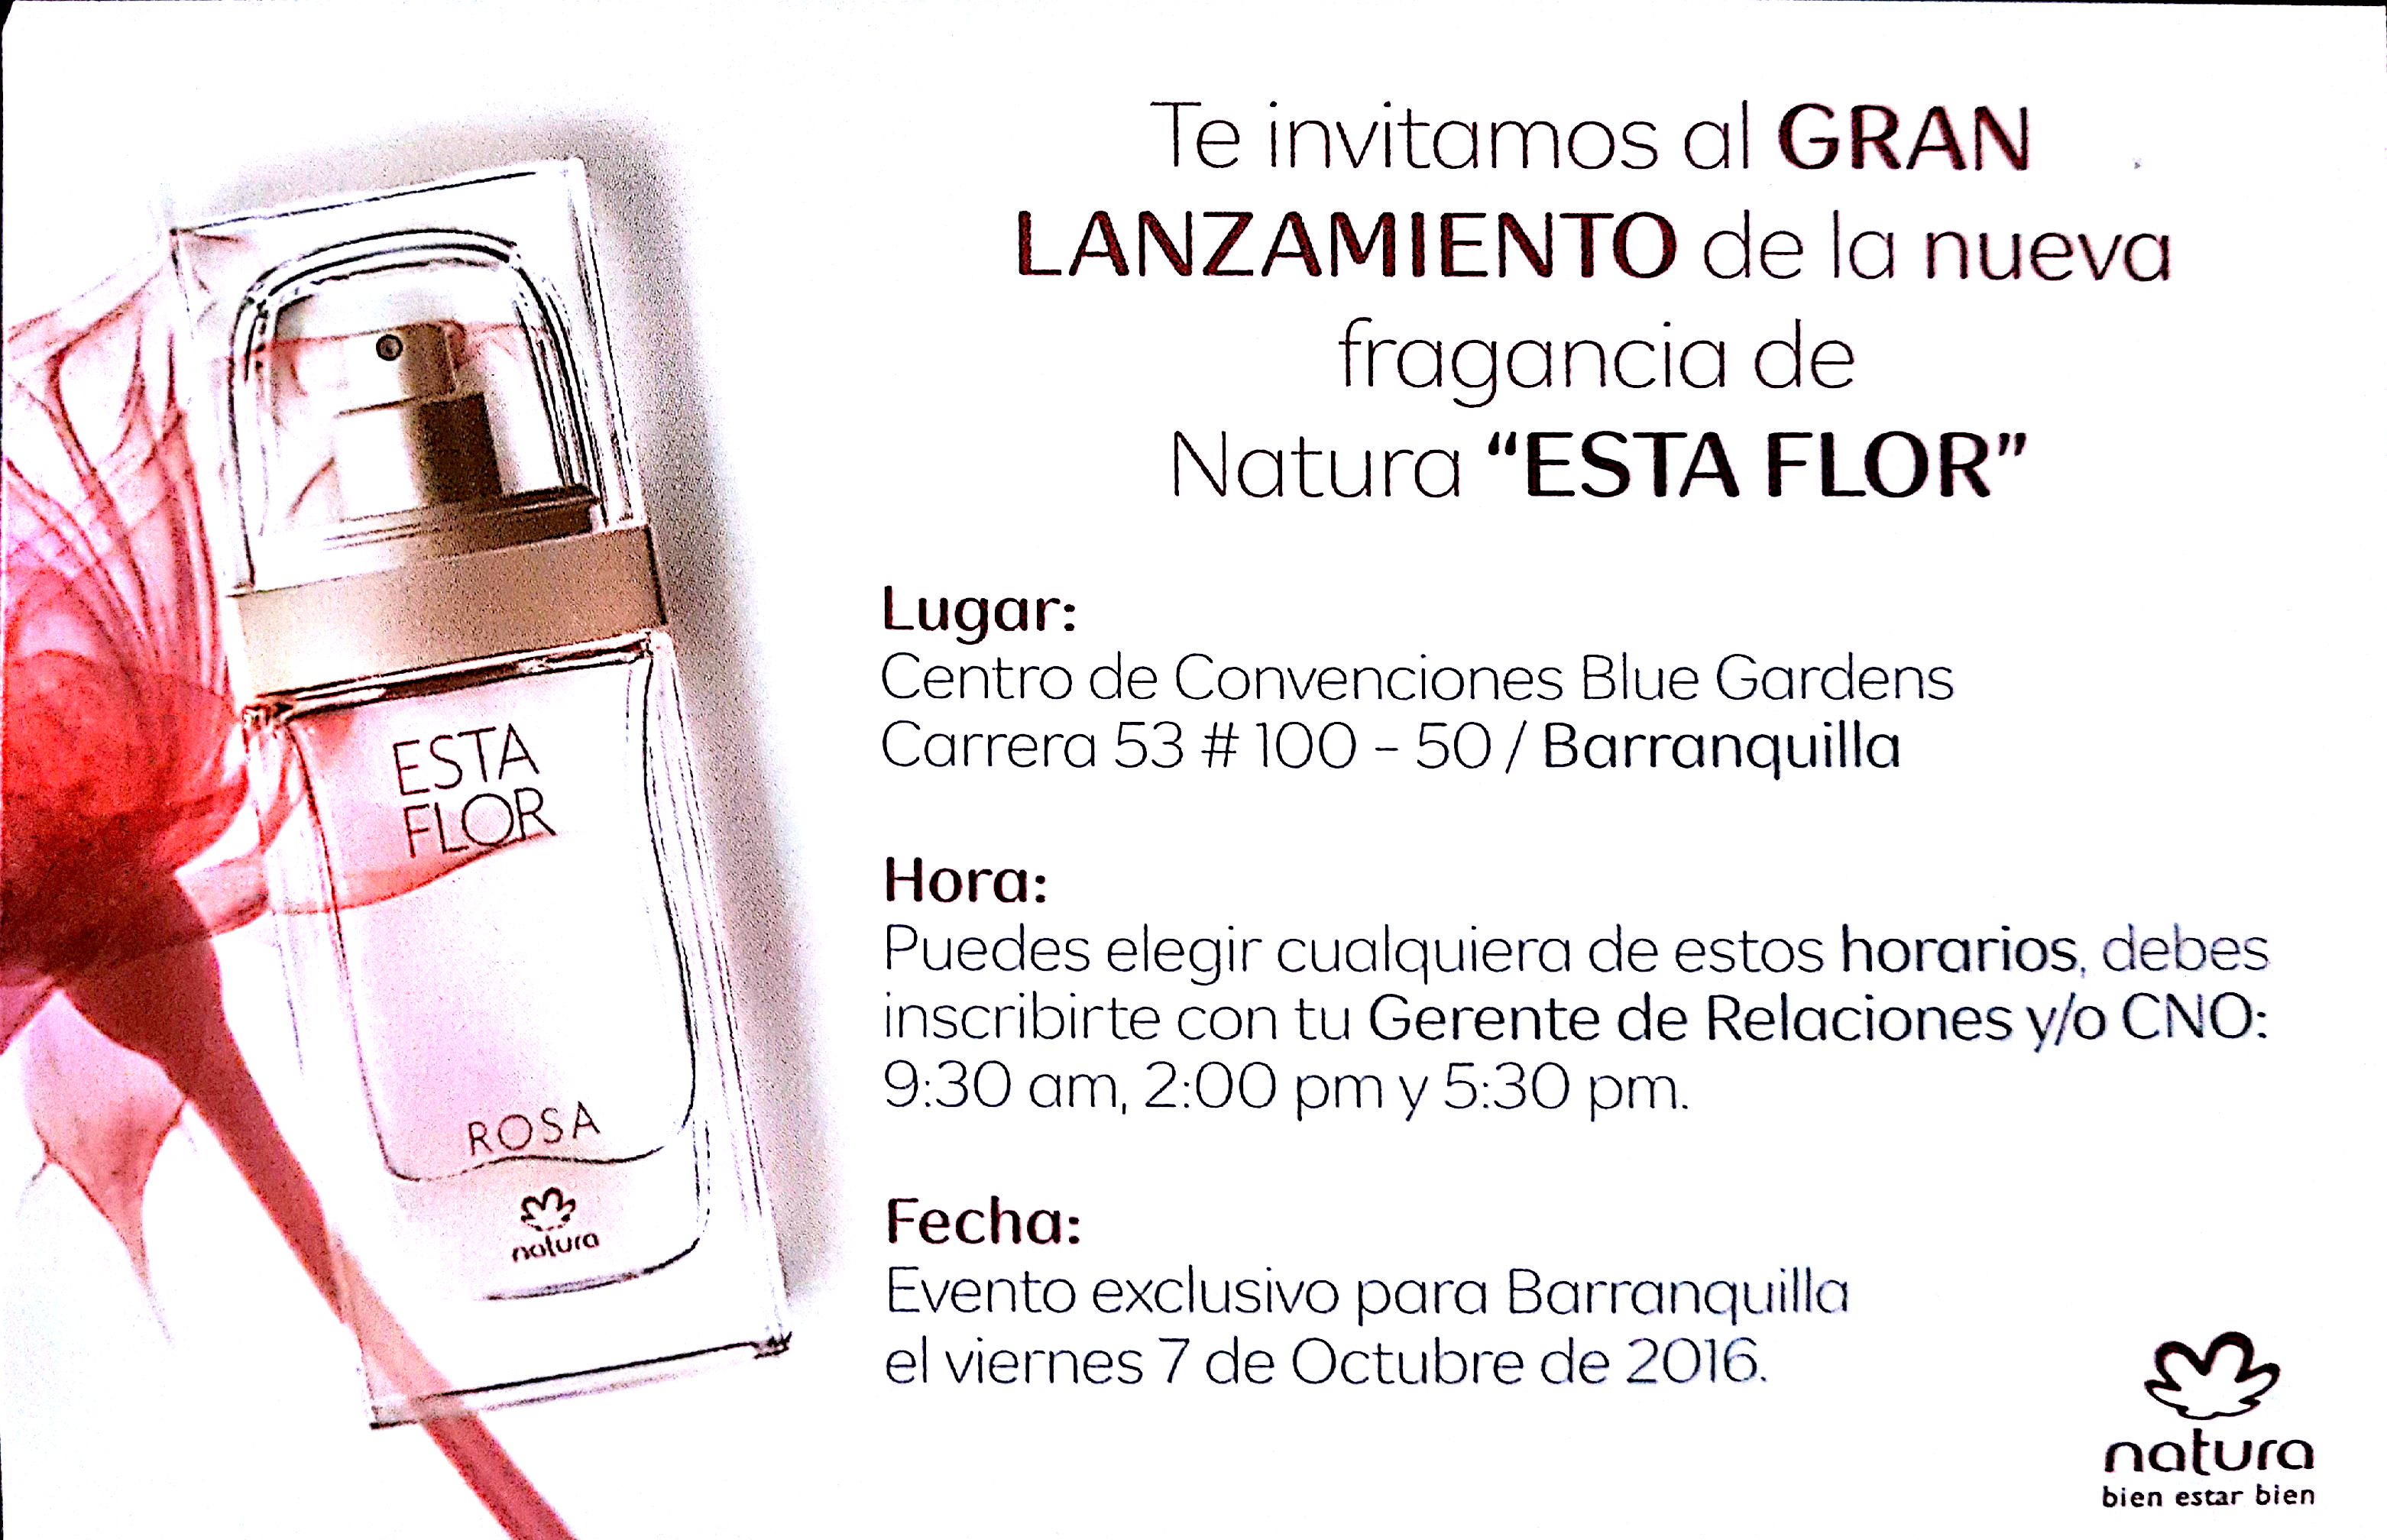 Te invitamos al GRAN
LANZAMIENTO de la nueva
fragancia de
Natura “ESTA FLOR”
Lugar:
Centro de Convenciones Blue Gardens
Carrera 53 # 100 - 50 / Barranquilla
Hora:
Puedes elegir cualquiera de estos horarios, debes
inscribirte con tu Gerente de Relaciones y/o CNO:
9:30 am, 2:00 pm y 5:30 pm.
Fecha:
Evento exclusivo para Barranquilla
el viernes 7 de Octubre de 2016.
ESTA
FLOR
ROSA
natura
natura
bien estar bien